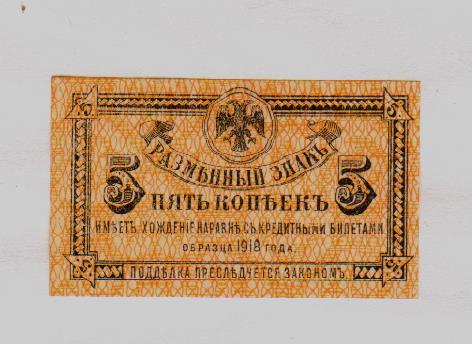 РАЗМѢННЫЙ ЗНАКЪ
5 5
ПЯТЬ КОПѢЕКЪ
ИМѢЕТЪ ХОЖДЕНІЕ НАРАВНѢ СЪ КРЕДИТНЫМИ БИЛЕТАМИ
ОБРАЗЦА 1918 ГОДА.
ПОДДѢЛКА ПРЕСЛѢДУЕТСЯ ЗАКОНОМЪ.